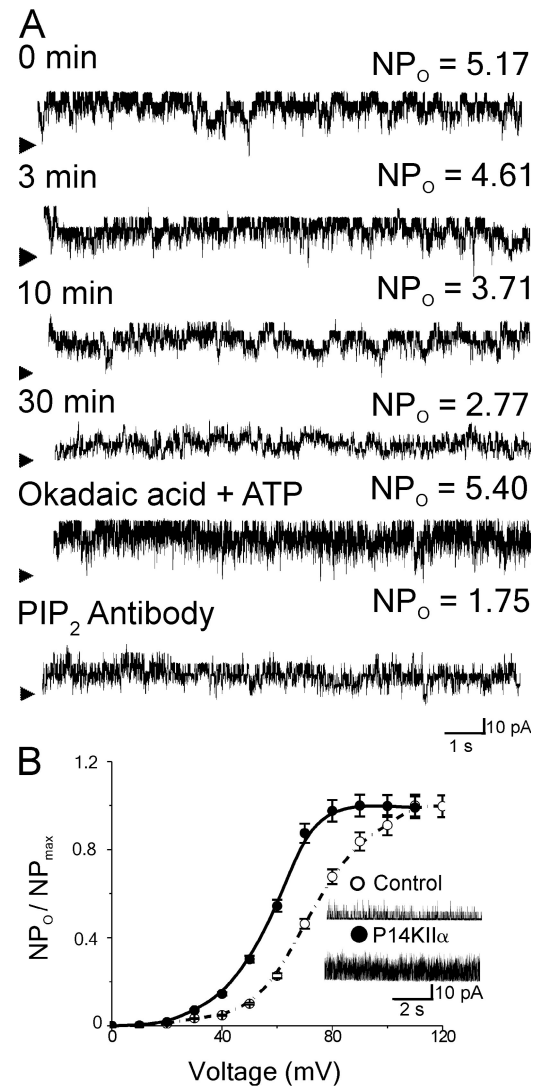 A
0 min NPO = 5.17
3 min NPO = 4.61
10 min NPO = 3.71
30 min NPO = 2.77
Okadaic acid + ATP NPO = 5.40
PIP2 Antibody NPO = 1.75
10 pA
1 s
B
1.2
0.8
0.4
0
NPO / NPmax
Control
P14KIIα
10 pA
2 s
0 40 80 120
Voltage (mV)